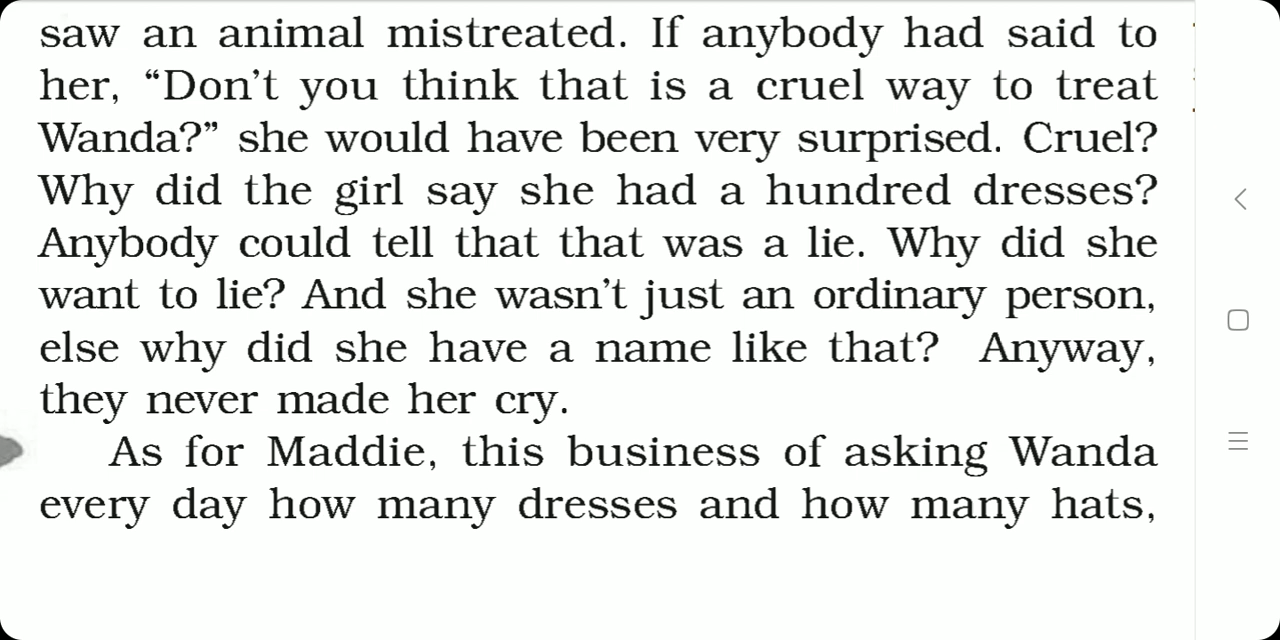 saw an animal mistreated. If anybody had said to
her, “Don’t you think that is a cruel way to treat
Wanda?” she would have been very surprised. Cruel?
Why did the girl say she had a hundred dresses?
Anybody could tell that that was a lie. Why did she
want to lie? And she wasn’t just an ordinary person,
else why did she have a name like that? Anyway,
they never made her cry.
As for Maddie, this business of asking Wanda
every day how many dresses and how many hats,